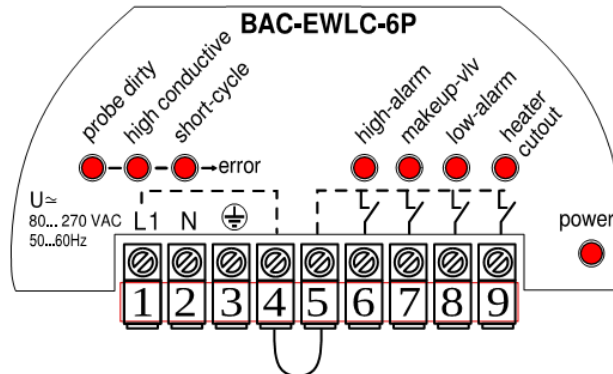 BAC-EWLC-6P
probe dirty
high conductive
short-cycle
high-alarm
makeup-vlv
low-alarm
heater
cutout
error
U≃
80... 270 VAC
50...60Hz
L1 N
power
1 2 3 4 5 6 7 8 9